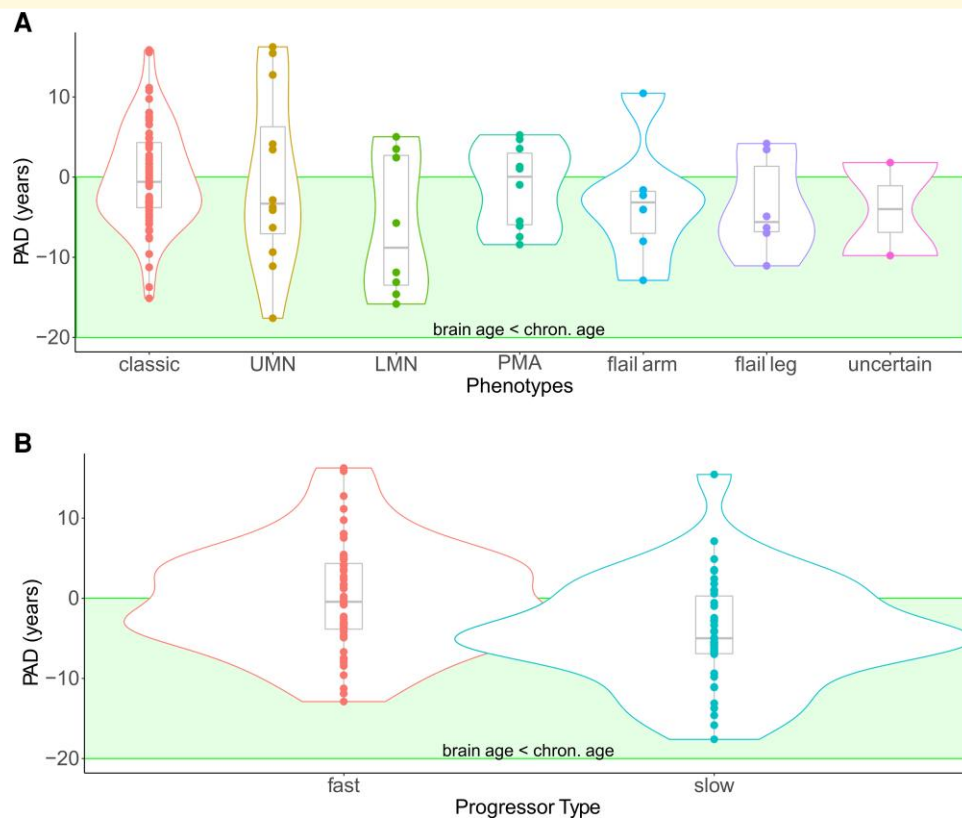 A
PAD (years)
10
0
−10
−20
brain age < chron. age
classic UMN LMN PMA flail arm flail leg uncertain
Phenotypes
B
PAD (years)
10
0
−10
−20
brain age < chron. age
fast slow
Progressor Type